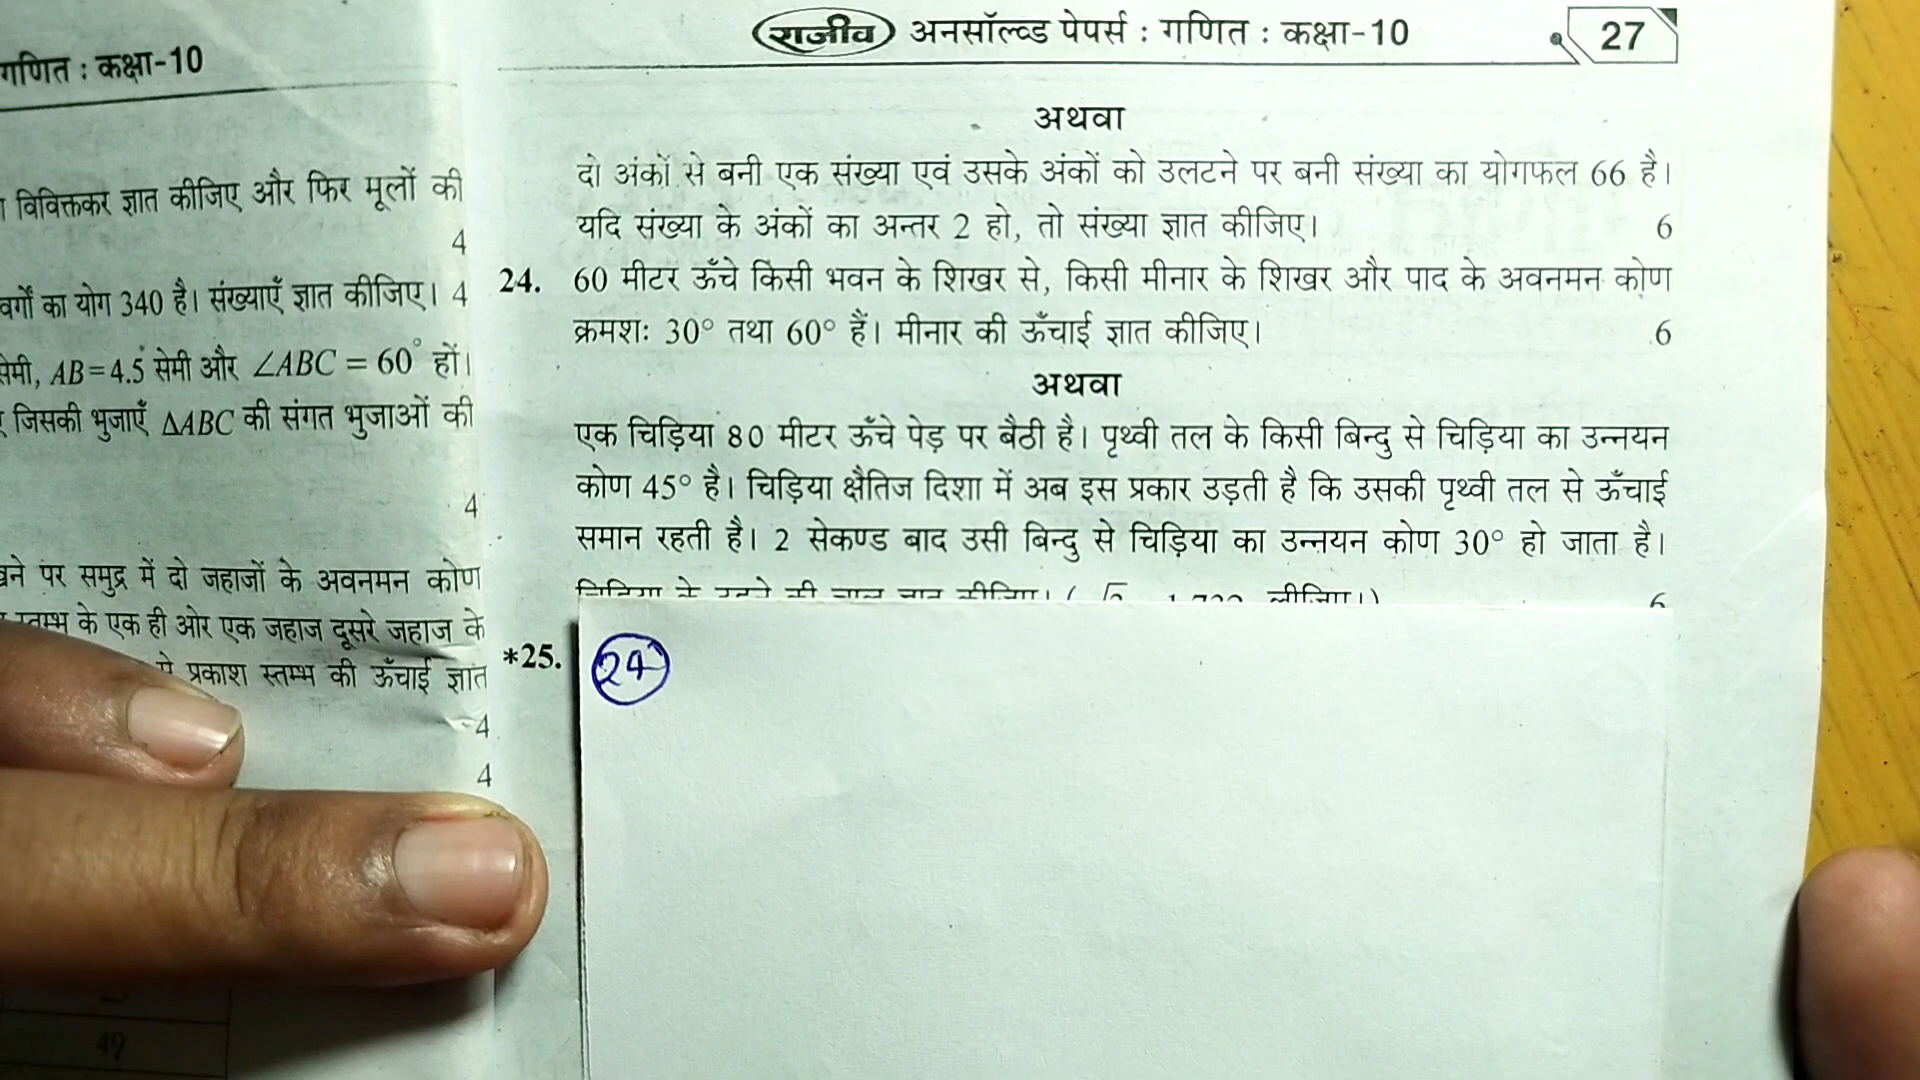 गणित : कक्षा-10
विविक्तकर ज्ञात कीजिए और फिर मूलों की
4
वर्गों का योग 340 है। संख्याएँ ज्ञात कीजिए। 4
सेमी, AB = 4.5 सेमी और ∠ABC = 60° हों।
जिसकी भुजाएँ ΔABC की संगत भुजाओं की
4
पर समुद्र में दो जहाजों के अवनमन कोण
स्तम्भ के एक ही ओर एक जहाज दूसरे जहाज के
प्रकाश स्तम्भ की ऊँचाई ज्ञात
4
4
49
राजीव अनसॉल्व्ड पेपर्स : गणित : कक्षा-10 27
अथवा
दो अंकों से बनी एक संख्या एवं उसके अंकों को उलटने पर बनी संख्या का योगफल 66 है।
यदि संख्या के अंकों का अन्तर 2 हो, तो संख्या ज्ञात कीजिए। 6
24. 60 मीटर ऊँचे किसी भवन के शिखर से, किसी मीनार के शिखर और पाद के अवनमन कोण
क्रमशः 30° तथा 60° हैं। मीनार की ऊँचाई ज्ञात कीजिए। 6
अथवा
एक चिड़िया 80 मीटर ऊँचे पेड़ पर बैठी है। पृथ्वी तल के किसी बिन्दु से चिड़िया का उन्नयन
कोण 45° है। चिड़िया क्षैतिज दिशा में अब इस प्रकार उड़ती है कि उसकी पृथ्वी तल से ऊँचाई
समान रहती है। 2 सेकण्ड बाद उसी बिन्दु से चिड़िया का उन्नयन कोण 30° हो जाता है।
चिड़िया के उड़ने की चाल ज्ञात कीजिए। ( लीजिए।) 6
*25.
24